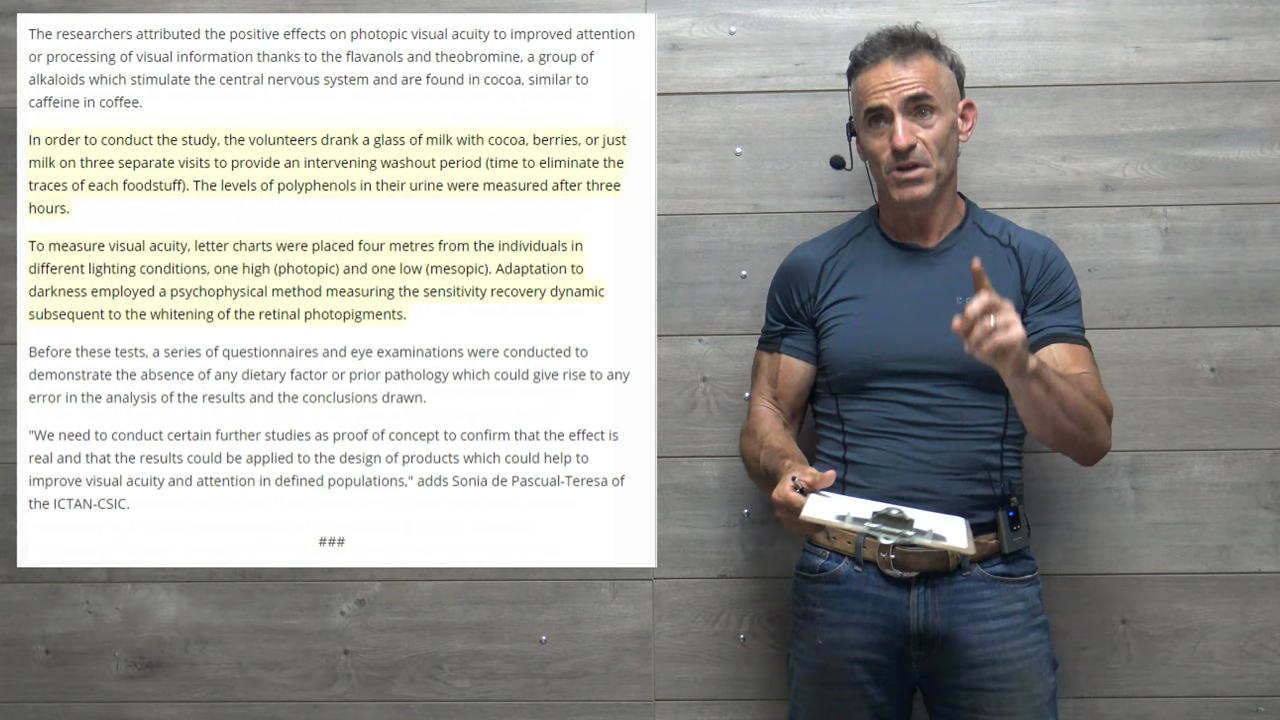 The researchers attributed the positive effects on photopic visual acuity to improved attention
or processing of visual information thanks to the flavanols and theobromine, a group of
alkaloids which stimulate the central nervous system and are found in cocoa, similar to
caffeine in coffee.
In order to conduct the study, the volunteers drank a glass of milk with cocoa, berries, or just
milk on three separate visits to provide an intervening washout period (time to eliminate the
traces of each foodstuff). The levels of polyphenols in their urine were measured after three
hours.
To measure visual acuity, letter charts were placed four metres from the individuals in
different lighting conditions, one high (photopic) and one low (mesopic). Adaptation to
darkness employed a psychophysical method measuring the sensitivity recovery dynamic
subsequent to the whitening of the retinal photopigments.
Before these tests, a series of questionnaires and eye examinations were conducted to
demonstrate the absence of any dietary factor or prior pathology which could give rise to any
error in the analysis of the results and the conclusions drawn.
"We need to conduct certain further studies as proof of concept to confirm that the effect is
real and that the results could be applied to the design of products which could help to
improve visual acuity and attention in defined populations," adds Sonia de Pascual-Teresa of
the ICTAN-CSIC.
###